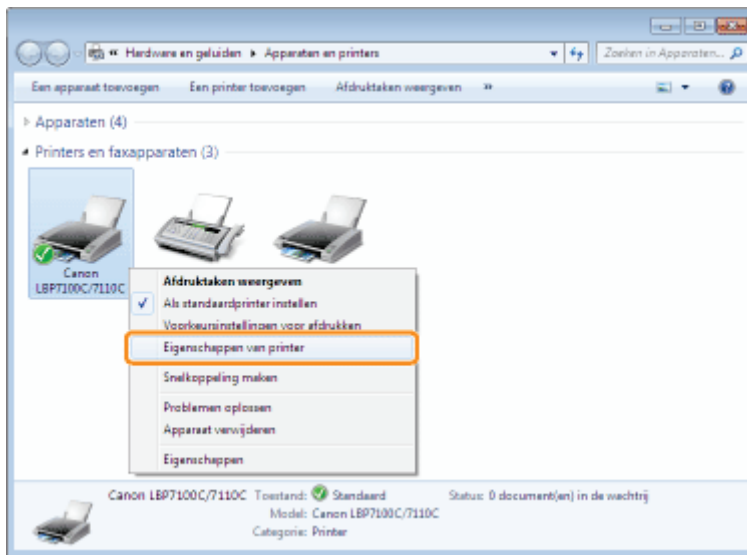 « Hardware en geluiden ▸ Apparaten en printers
Zoeken in Apparaten...
Een apparaat toevoegen Een printer toevoegen Afdruktaken weergeven »
Apparaten (4)
Printers en faxapparaten (3)
Canon
LBP7100C/7110C
Afdruktaken weergeven
Als standaardprinter instellen
Voorkeursinstellingen voor afdrukken
Eigenschappen van printer
Snelkoppeling maken
Problemen oplossen
Apparaat verwijderen
Eigenschappen
Canon LBP7100C/7110C Toestand: Standaard Status: 0 document(en) in de wachtrij
Model: Canon LBP7100C/7110C
Categorie: Printer